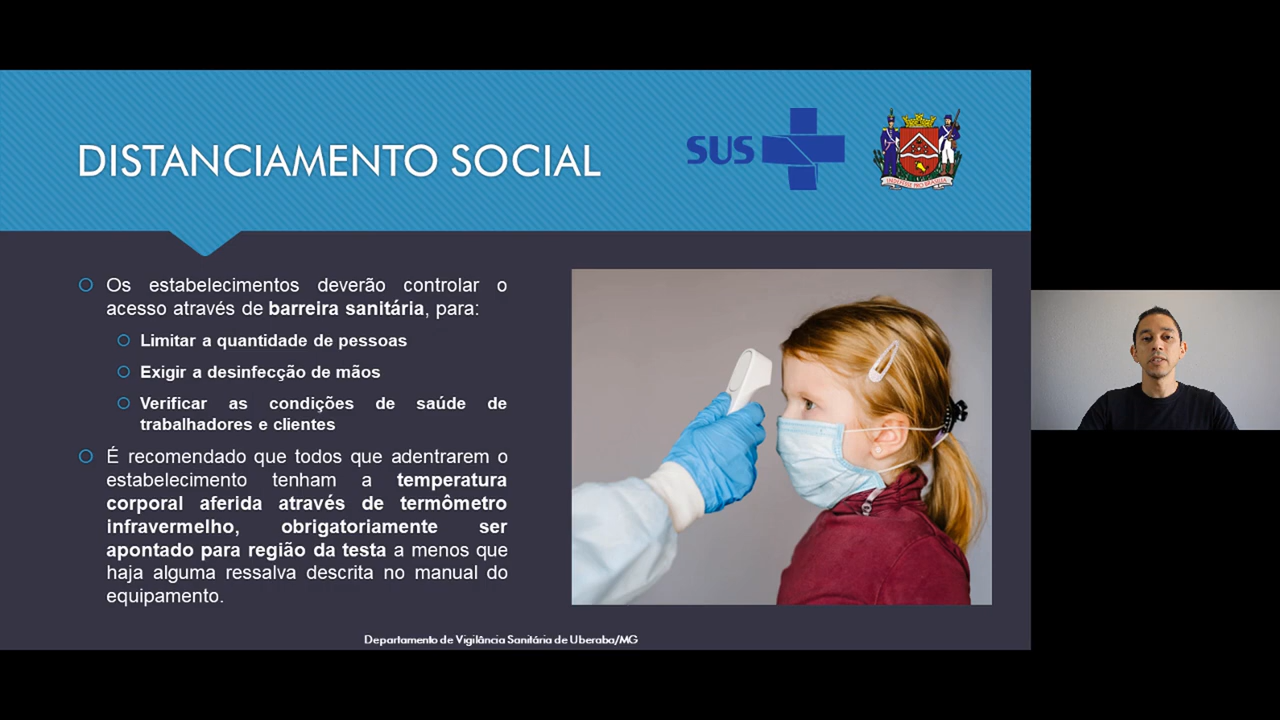 DISTANCIAMENTO SOCIAL
SUS
Os estabelecimentos deverão controlar o
acesso através de barreira sanitária, para:
Limitar a quantidade de pessoas
Exigir a desinfecção de mãos
Verificar as condições de saúde de
trabalhadores e clientes
É recomendado que todos que adentrarem o
estabelecimento tenham a temperatura
corporal aferida através de termômetro
infravermelho, obrigatoriamente ser
apontado para região da testa a menos que
haja alguma ressalva descrita no manual do
equipamento.
Departamento de Vigilância Sanitária de Uberaba/MG